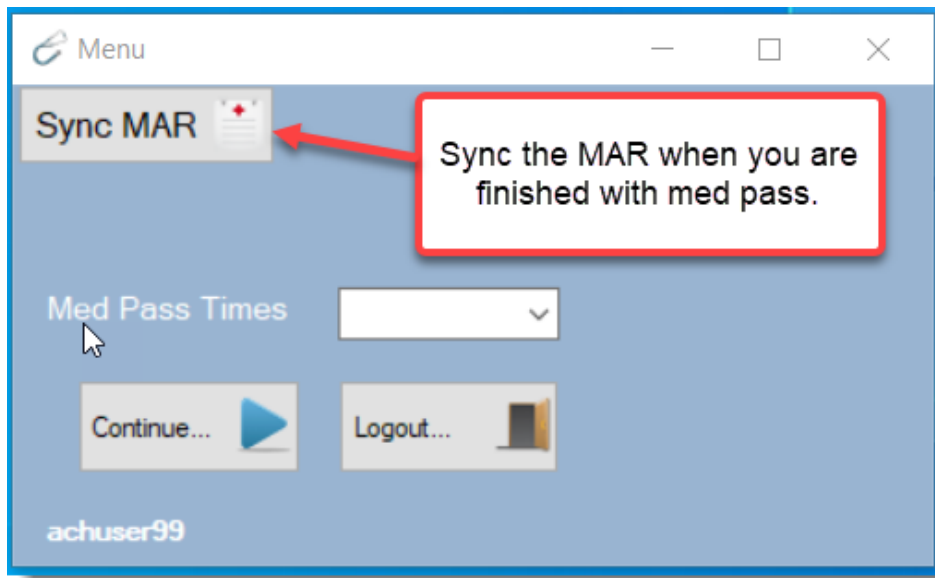 Menu
Sync MAR
Sync the MAR when you are
finished with med pass.
Med Pass Times
Continue...
Logout...
achuser99